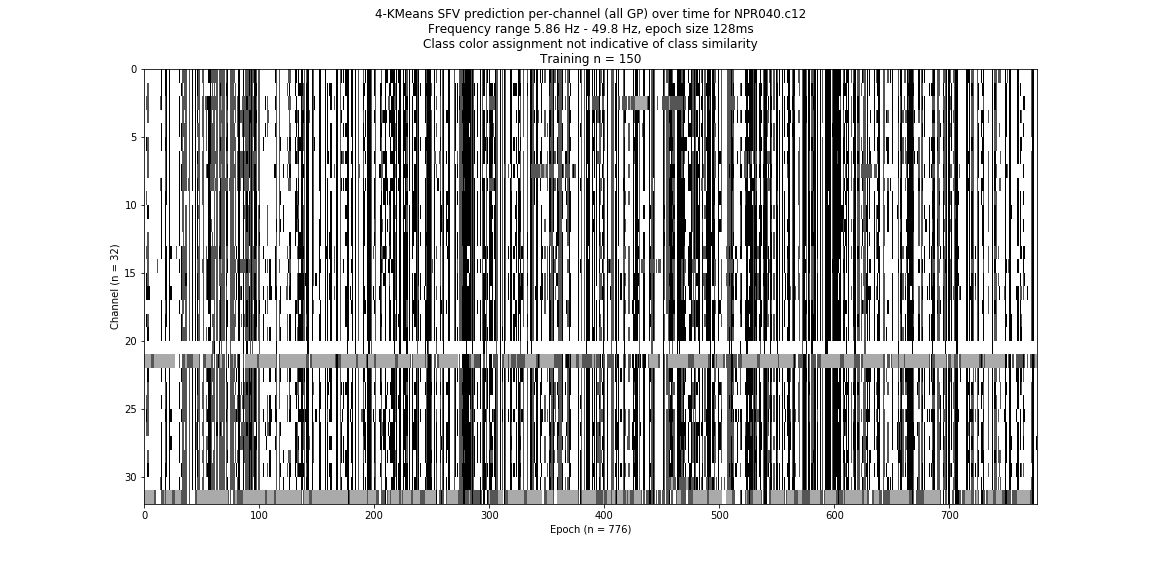 4-KMeans SFV prediction per-channel (all GP) over time for NPR040.c12
Frequency range 5.86 Hz - 49.8 Hz, epoch size 128ms
Class color assignment not indicative of class similarity
Training n = 150
0
5
10
15
20
25
30
Channel (n = 32)
0 100 200 300 400 500 600 700
Epoch (n = 776)